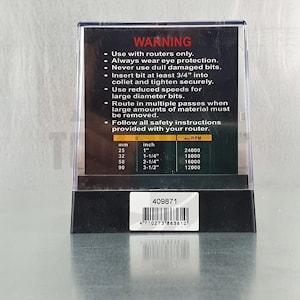 WARNING
• Use with routers only.
• Always wear eye protection.
• Never use dull damaged bits.
• Insert bit at least 3/4" into
collet and tighten securely.
• Use reduced speeds for
large diameter bits.
• Route in multiple passes when
large amounts of material must
be removed.
• Follow all safety instructions
provided with your router.
RPM
mm inch
25 1" 24000
32 1-1/4" 18000
50 2-1/4" 16000
90 3-1/2" 12000
409871